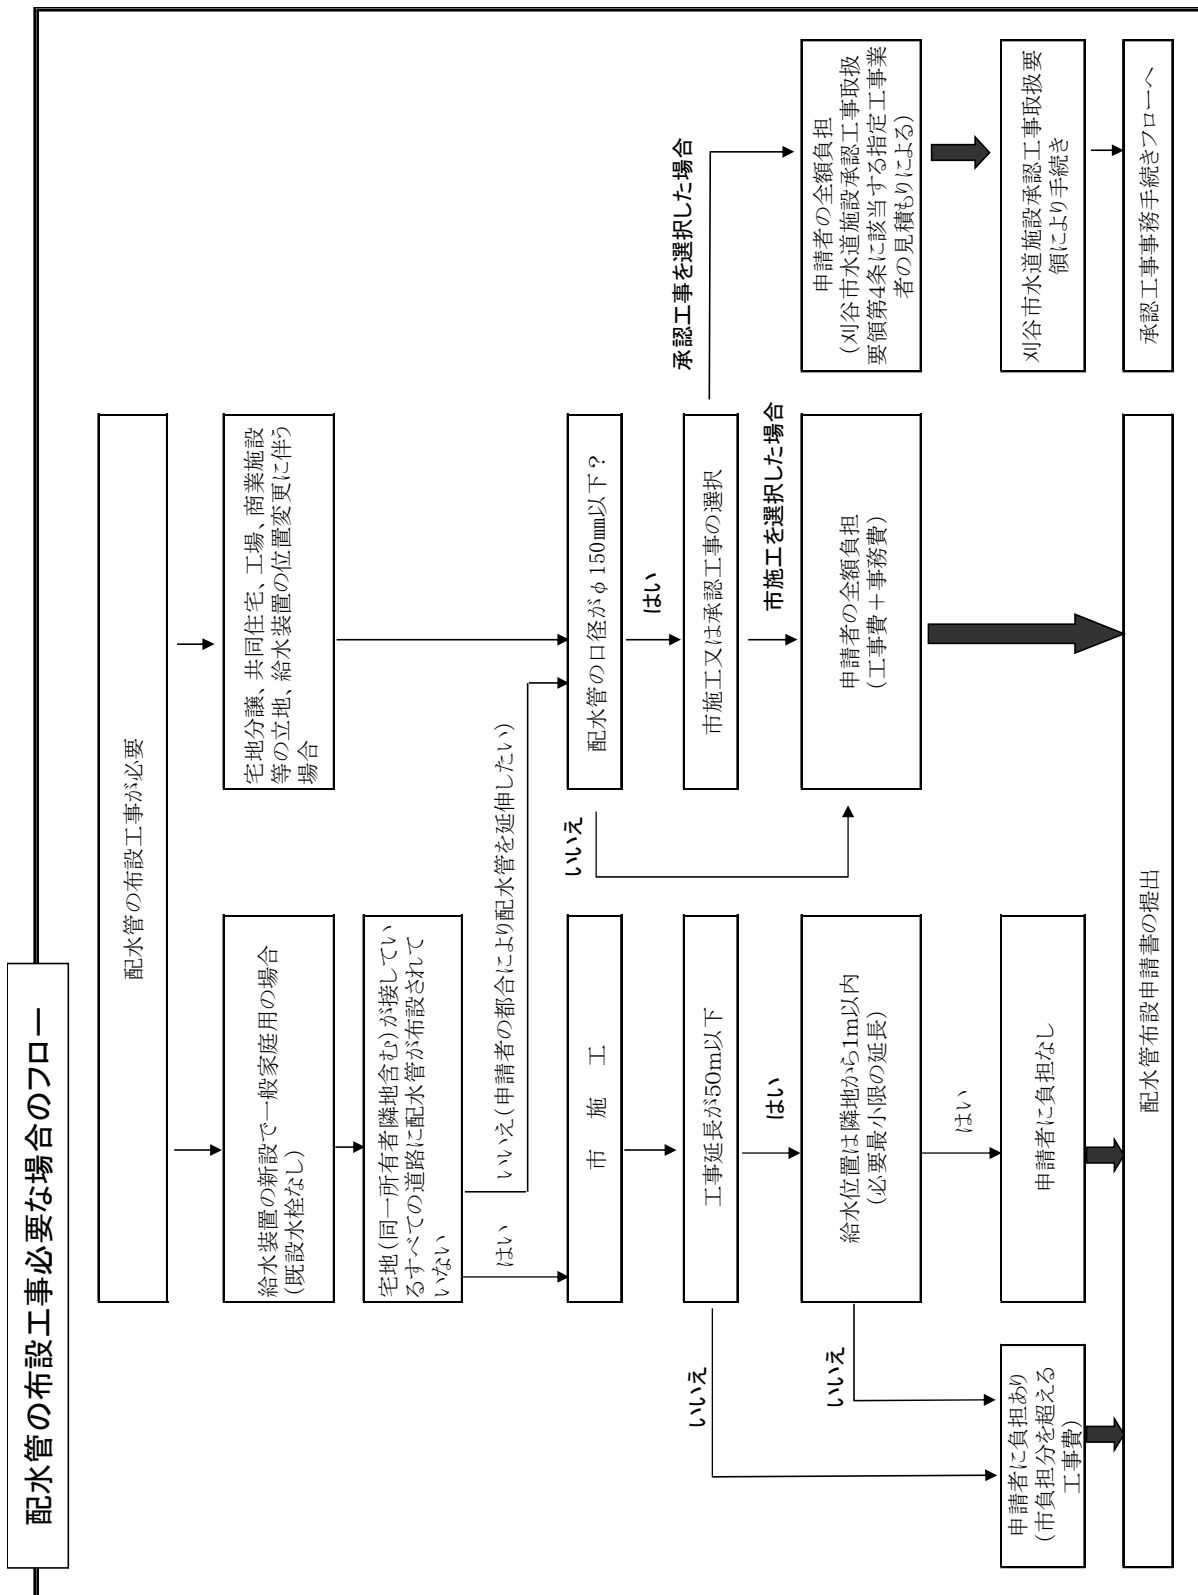 配水管の布設工事必要な場合のフロー
配水管の布設工事が必要
給水装置の新設で一般家庭用の場合
(既設水栓なし)
宅地分譲、共同住宅、工場、商業施設
等の立地、給水装置の位置変更に伴う
場合
宅地(同一所有者隣地含む)が接してい
るすべての道路に配水管が布設されて
いない
はい
いいえ(申請者の都合により配水管を延伸したい)
市 施 工
配水管の口径がφ150㎜以下?
はい
いいえ
工事延長が50m以下
市施工又は承認工事の選択
いいえ
はい
市施工を選択した場合
承認工事を選択した場合
給水位置は隣地から1m以内
(必要最小限の延長)
申請者の全額負担
(工事費+事務費)
申請者の全額負担
(刈谷市水道施設承認工事取扱
要領第4条に該当する指定工事業
者の見積もりによる)
いいえ
はい
申請者に負担あり
(市負担分を超える
工事費)
申請者に負担なし
刈谷市水道施設承認工事取扱要
領により手続き
配水管布設申請書の提出
承認工事事務手続きフローへ